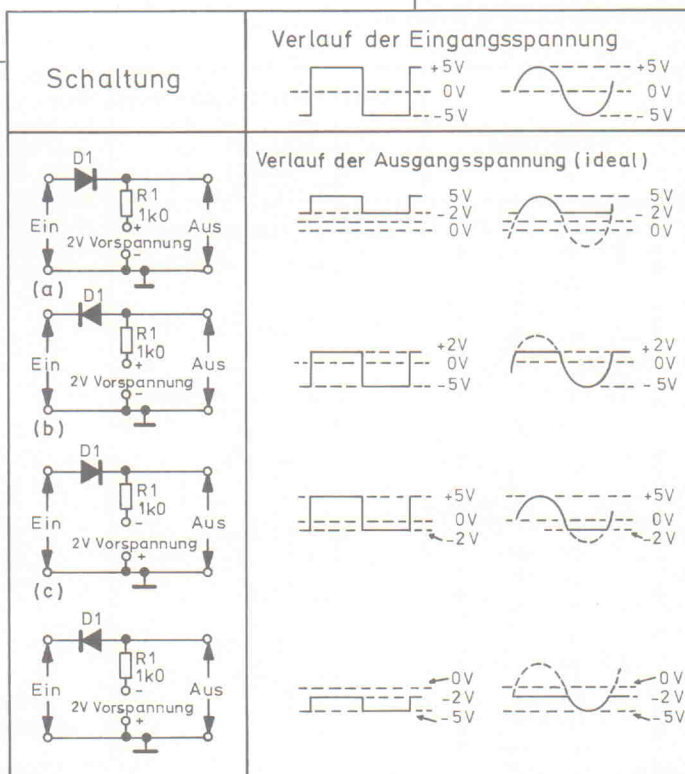 Schaltung
Verlauf der Eingangsspannung
+5V
0V
-5V
+5V
0V
-5V
Verlauf der Ausgangsspannung (ideal)
D1
R1
1k0
+
2V Vorspannung
-
Ein
Aus
(a)
5V
-2V
0V
5V
-2V
0V
D1
R1
1k0
+
2V Vorspannung
-
Ein
Aus
(b)
+2V
0V
-5V
+2V
0V
-5V
D1
R1
1k0
-
2V Vorspannung
+
Ein
Aus
(c)
+5V
0V
-2V
+5V
0V
-2V
D1
R1
1k0
-
2V Vorspannung
+
Ein
Aus
0V
-2V
-5V
0V
-2V
-5V